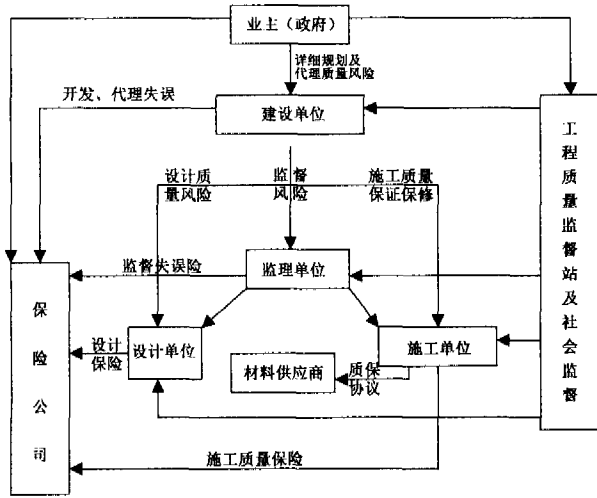 业主（政府）
详细规划及
代理质量风险
开发、代理失误
建设单位
设计质
量风险
监督
风险
施工质量
保证保修
工程质量监督站及社会监督
监督失误险
监理单位
保险公司
设计
保险
设计单位
施工单位
材料供应商
质保
协议
施工质量保险